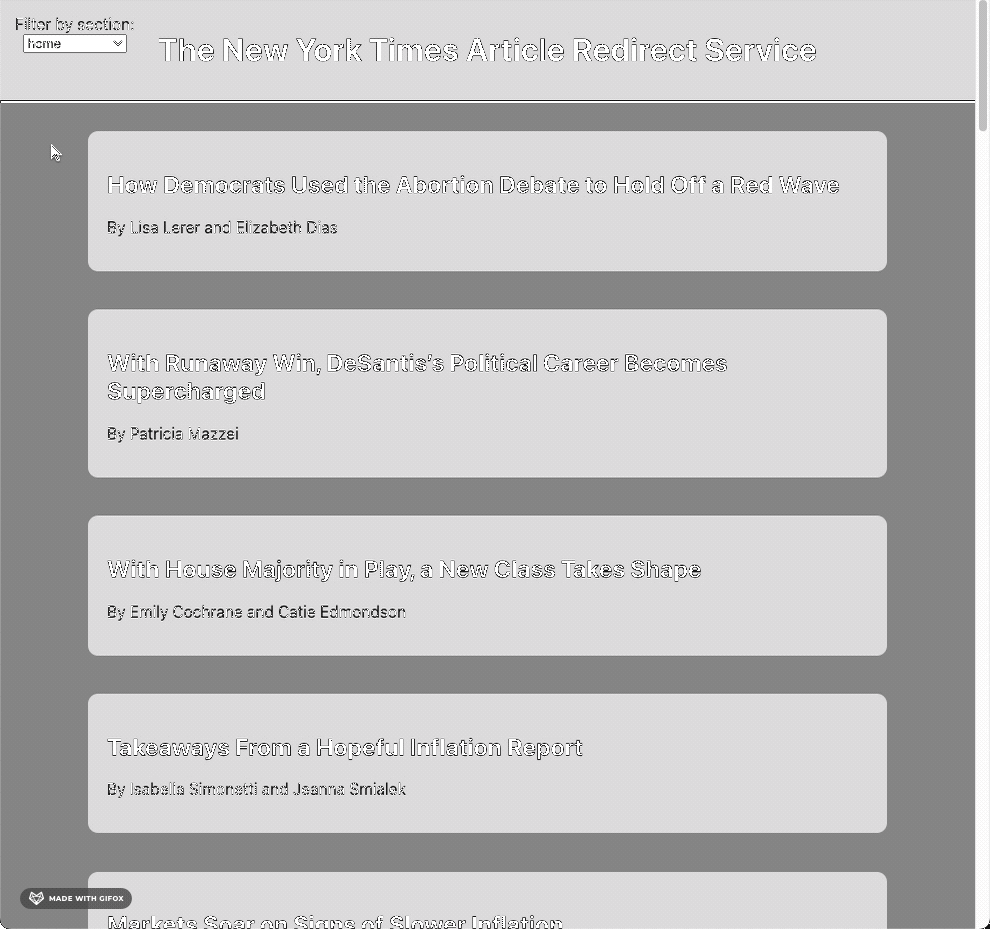 Filter by section:
home
The New York Times Article Redirect Service
How Democrats Used the Abortion Debate to Hold Off a Red Wave
By Lisa Lerer and Elizabeth Dias
With Runaway Win, DeSantis's Political Career Becomes
Supercharged
By Patricia Mazzei
With House Majority in Play, a New Class Takes Shape
By Emily Cochrane and Catie Edmondson
Takeaways From a Hopeful Inflation Report
By Isabella Simonetti and Jeanna Smialek
Markets Soar on Signs of Slower Inflation
MADE WITH GIFOX